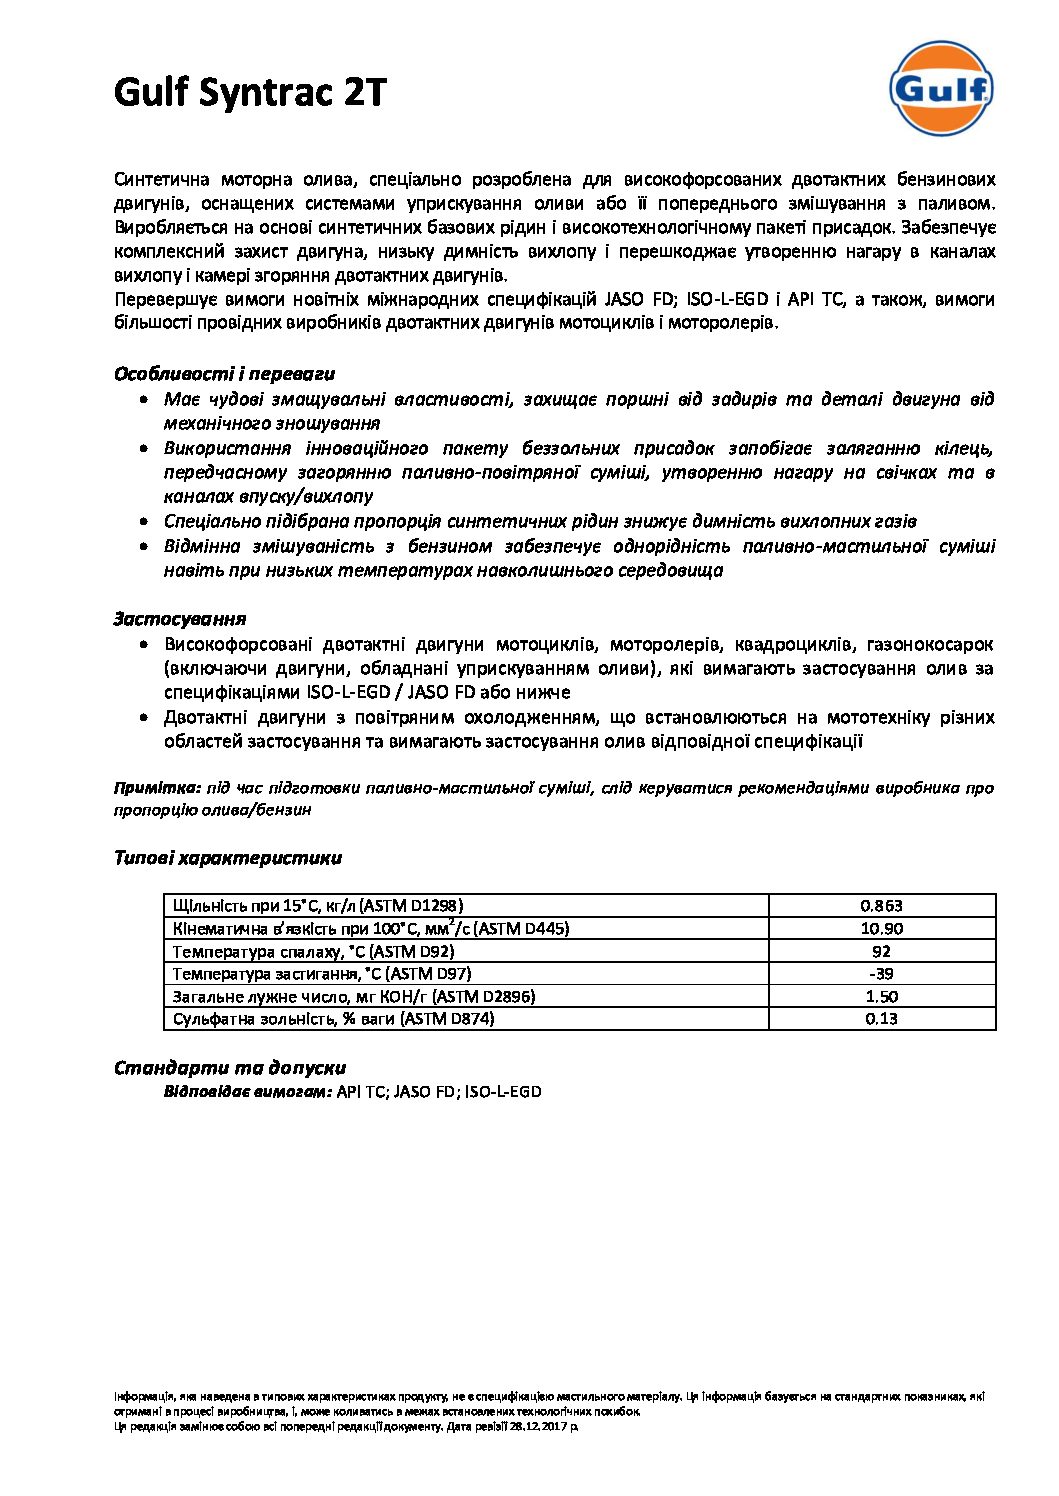 Gulf Syntrac 2T
Gulf
Синтетична моторна олива, спеціально розроблена для високофорсованих двотактних бензинових
двигунів, оснащених системами уприскування оливи або її попереднього змішування з паливом.
Виробляється на основі синтетичних базових рідин і високотехнологічному пакеті присадок. Забезпечує
комплексний захист двигуна, низьку димність вихлопу і перешкоджає утворенню нагару в каналах
вихлопу і камері згоряння двотактних двигунів.
Перевершує вимоги новітніх міжнародних специфікацій JASO FD; ISO-L-EGD і API TC, а також, вимоги
більшості провідних виробників двотактних двигунів мотоциклів і моторолерів.
Особливості і переваги
• Має чудові змащувальні властивості, захищає поршні від задирів та деталі двигуна від
механічного зношування
• Використання інноваційного пакету беззольних присадок запобігає заляганню кілець,
передчасному загорянню паливно-повітряної суміші, утворенню нагару на свічках та в
каналах впуску/вихлопу
• Спеціально підібрана пропорція синтетичних рідин знижує димність вихлопних газів
• Відмінна змішуваність з бензином забезпечує однорідність паливно-мастильної суміші
навіть при низьких температурах навколишнього середовища
Застосування
• Високофорсовані двотактні двигуни мотоциклів, моторолерів, квадроциклів, газонокосарок
(включаючи двигуни, обладнані уприскуванням оливи), які вимагають застосування олив за
специфікаціями ISO-L-EGD / JASO FD або нижче
• Двотактні двигуни з повітряним охолодженням, що встановлюються на мототехніку різних
областей застосування та вимагають застосування олив відповідної специфікації
Примітка: під час підготовки паливно-мастильної суміші, слід керуватися рекомендаціями виробника про
пропорцію олива/бензин
Типові характеристики
Щільність при 15°C, кг/л (ASTM D1298) 0.863
Кінематична в’язкість при 100°C, мм²/с (ASTM D445) 10.90
Температура спалаху, °C (ASTM D92) 92
Температура застигання, °C (ASTM D97) -39
Загальне лужне число, мг КОН/г (ASTM D2896) 1.50
Сульфатна зольність, % ваги (ASTM D874) 0.13
Стандарти та допуски
Відповідає вимогам: API TC; JASO FD; ISO-L-EGD
Інформація, яка наведена в типових характеристиках продукту, не є специфікацією мастильного матеріалу. Ця інформація базується на стандартних показниках, які
отримані в процесі виробництва, і, може коливатись в межах встановлених технологічних похибок.
Ця редакція замінює собою всі попередні редакції документу. Дата ревізії 28.12.2017 р.